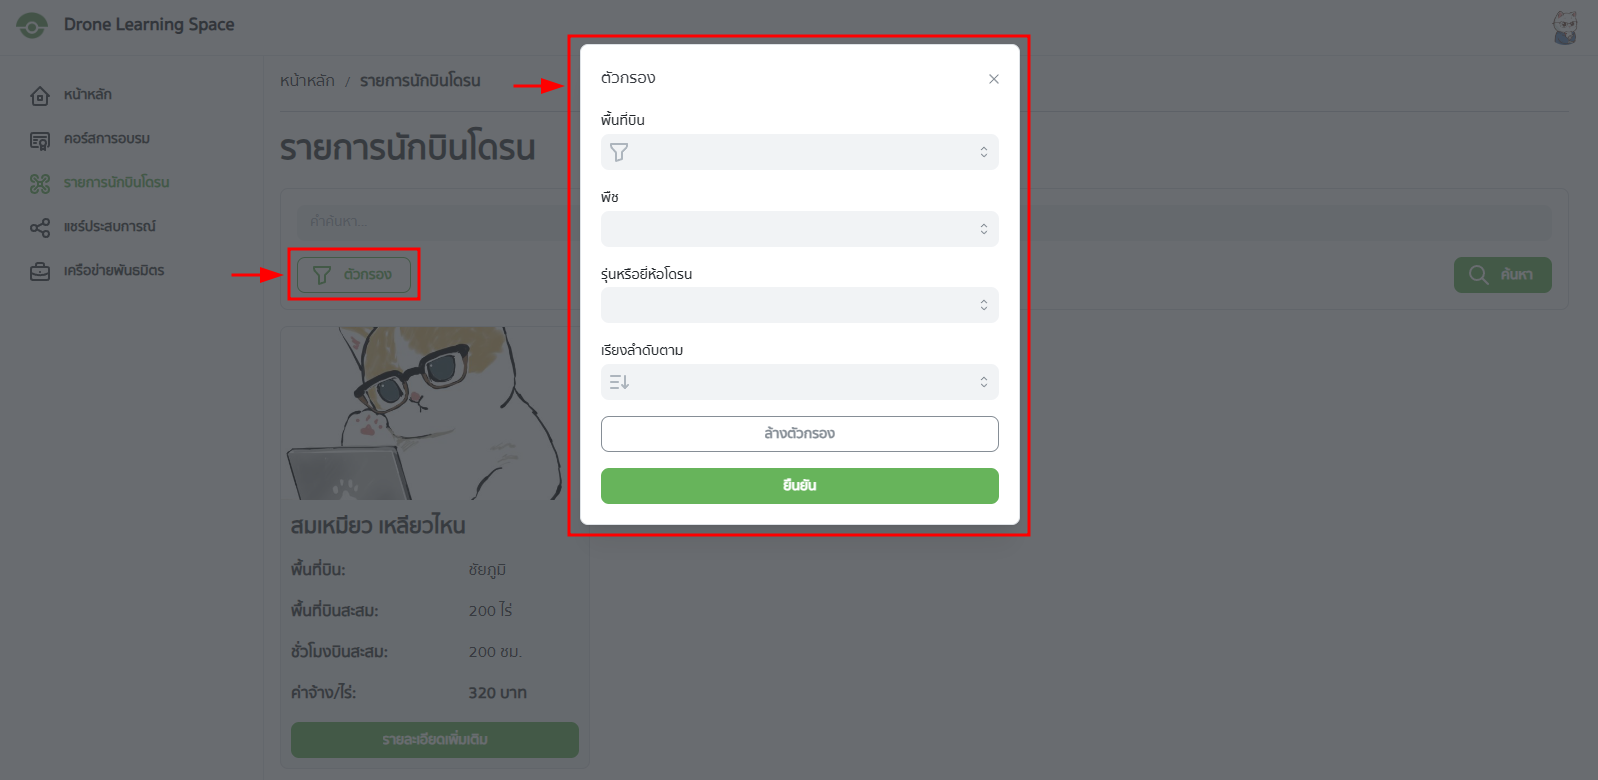 Drone Learning Space
หน้าหลัก
คอร์สการอบรม
รายการนักบินโดรน
แชร์ประสบการณ์
เครือข่ายพันธมิตร
หน้าหลัก / รายการนักบินโดรน
รายการนักบินโดรน
คำค้นหา...
ตัวกรอง
ค้นหา
สมเหมียว เหลียวไหน
พื้นที่บิน: ชัยภูมิ
พื้นที่บินสะสม: 200 ไร่
ชั่วโมงบินสะสม: 200 ชม.
ค่าจ้าง/ไร่: 320 บาท
รายละเอียดเพิ่มเติม
ตัวกรอง
พื้นที่บิน
พืช
รุ่นหรือยี่ห้อโดรน
เรียงลำดับตาม
ล้างตัวกรอง
ยืนยัน